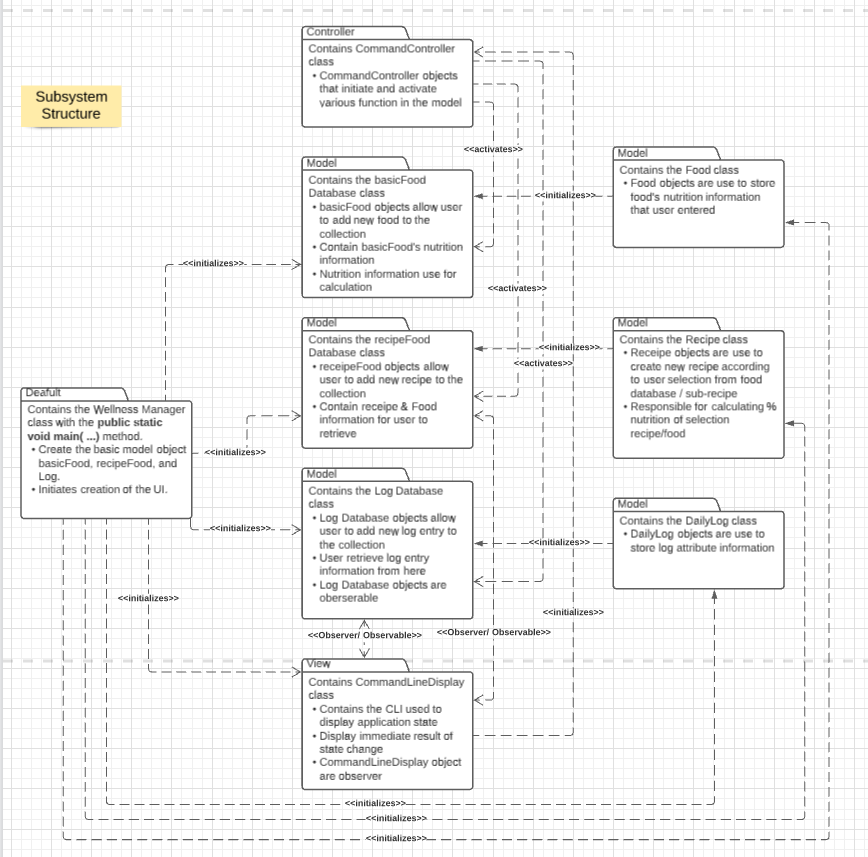 Subsystem
Structure
Controller
Contains CommandController
class
• CommandController objects
that initiate and activate
various function in the model
<<activates>>
Model
Contains the basicFood
Database class
• basicFood objects allow user
to add new food to the
collection
• Contain basicFood's nutrition
information
• Nutrition information use for
calculation
<<initializes>>
Model
Contains the Food class
• Food objects are use to store
food's nutrition information
that user entered
<<initializes>>
<<activates>>
Model
Contains the recipeFood
Database class
• receipeFood objects allow
user to add new recipe to the
collection
• Contain receipe & Food
information for user to
retrieve
<<initializes>>
<<activates>>
Model
Contains the Recipe class
• Receipe objects are use to
create new recipe according
to user selection from food
database / sub-recipe
• Responsible for calculating %
nutrition of selection
recipe/food
Deafult
Contains the Wellness Manager
class with the public static
void main( ...) method.
• Create the basic model object
basicFood, recipeFood, and
Log.
• Initiates creation of the UI.
<<initializes>>
<<initializes>>
<<initializes>>
Model
Contains the Log Database
class
• Log Database objects allow
user to add new log entry to
the collection
• User retrieve log entry
information from here
• Log Database objects are
oberserable
<<initializes>>
Model
Contains the DailyLog class
• DailyLog objects are use to
store log attribute information
<<initializes>>
<<Observer/ Observable>>
<<Observer/ Observable>>
View
Contains CommandLineDisplay
class
• Contains the CLI used to
display application state
• Display immediate result of
state change
• CommandLineDisplay object
are observer
<<initializes>>
<<initializes>>
<<initializes>>